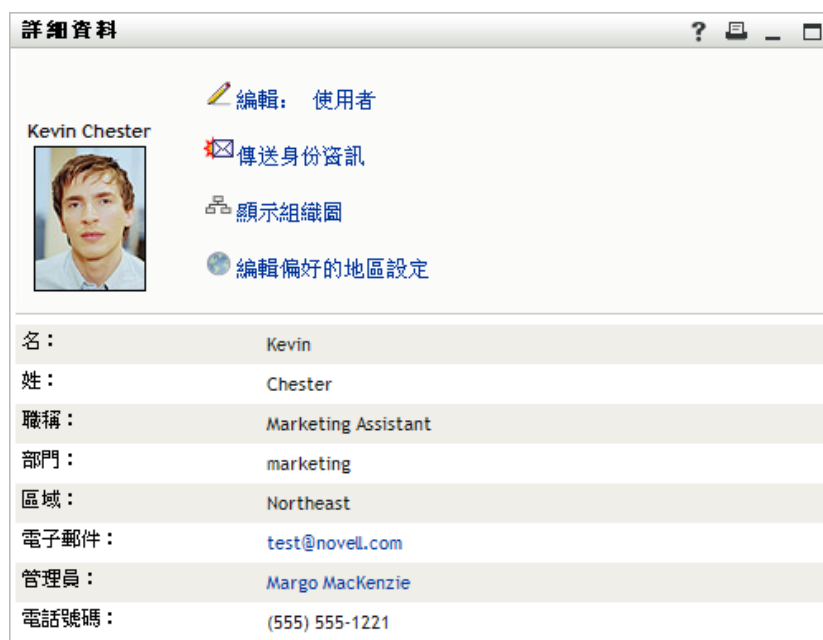 詳細資料
Kevin Chester
編輯： 使用者
傳送身份資訊
顯示組織圖
編輯偏好的地區設定
名： Kevin
姓： Chester
職稱： Marketing Assistant
部門： marketing
區域： Northeast
電子郵件： test@novell.com
管理員： Margo MacKenzie
電話號碼： (555) 555-1221